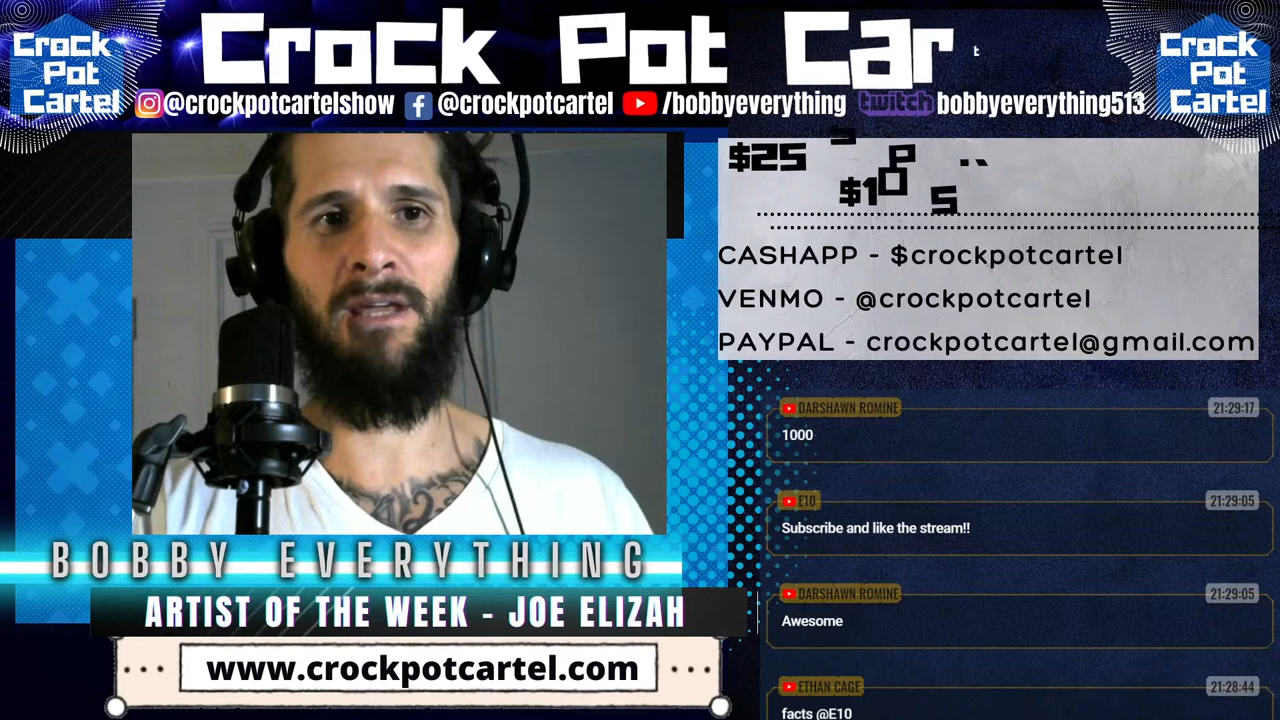 Crock
Pot
Cartel
Crock Pot Car t
Crock
Pot
Cartel
@crockpotcartelshow @crockpotcartel /bobbyeverything twitch bobbyeverything513
$25
$10
CASHAPP - $crockpotcartel
VENMO - @crockpotcartel
PAYPAL - crockpotcartel@gmail.com
DARSHAWN ROMINE 21:29:17
1000
E10 21:29:05
Subscribe and like the stream!!
DARSHAWN ROMINE 21:29:05
Awesome
ETHAN CAGE 21:28:44
facts @E10
BOBBY EVERYTHING
ARTIST OF THE WEEK - JOE ELIZAH
www.crockpotcartel.com